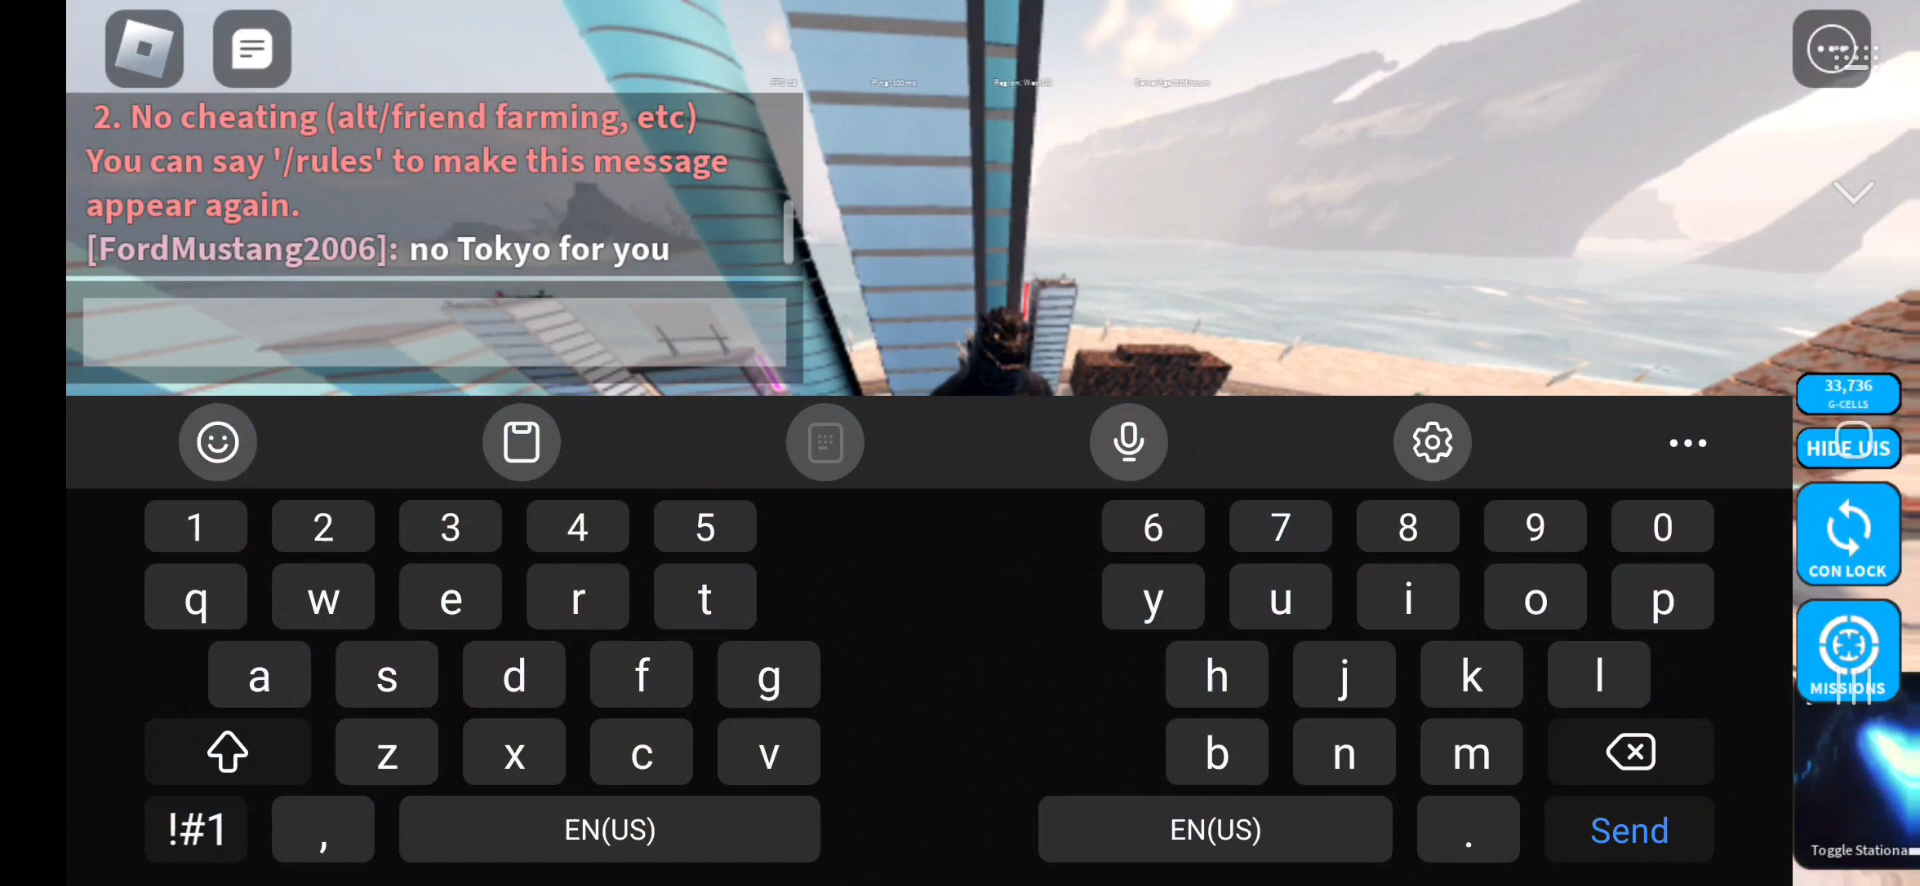 2. No cheating (alt/friend farming, etc)
You can say '/rules' to make this message
appear again.
[FordMustang2006]: no Tokyo for you
33,736
G-CELLS
HIDE UIS
CON LOCK
MISSIONS
Toggle Stationa
1 2 3 4 5 6 7 8 9 0
q w e r t y u i o p
a s d f g h j k l
z x c v b n m
!#1 , EN(US) EN(US) . Send